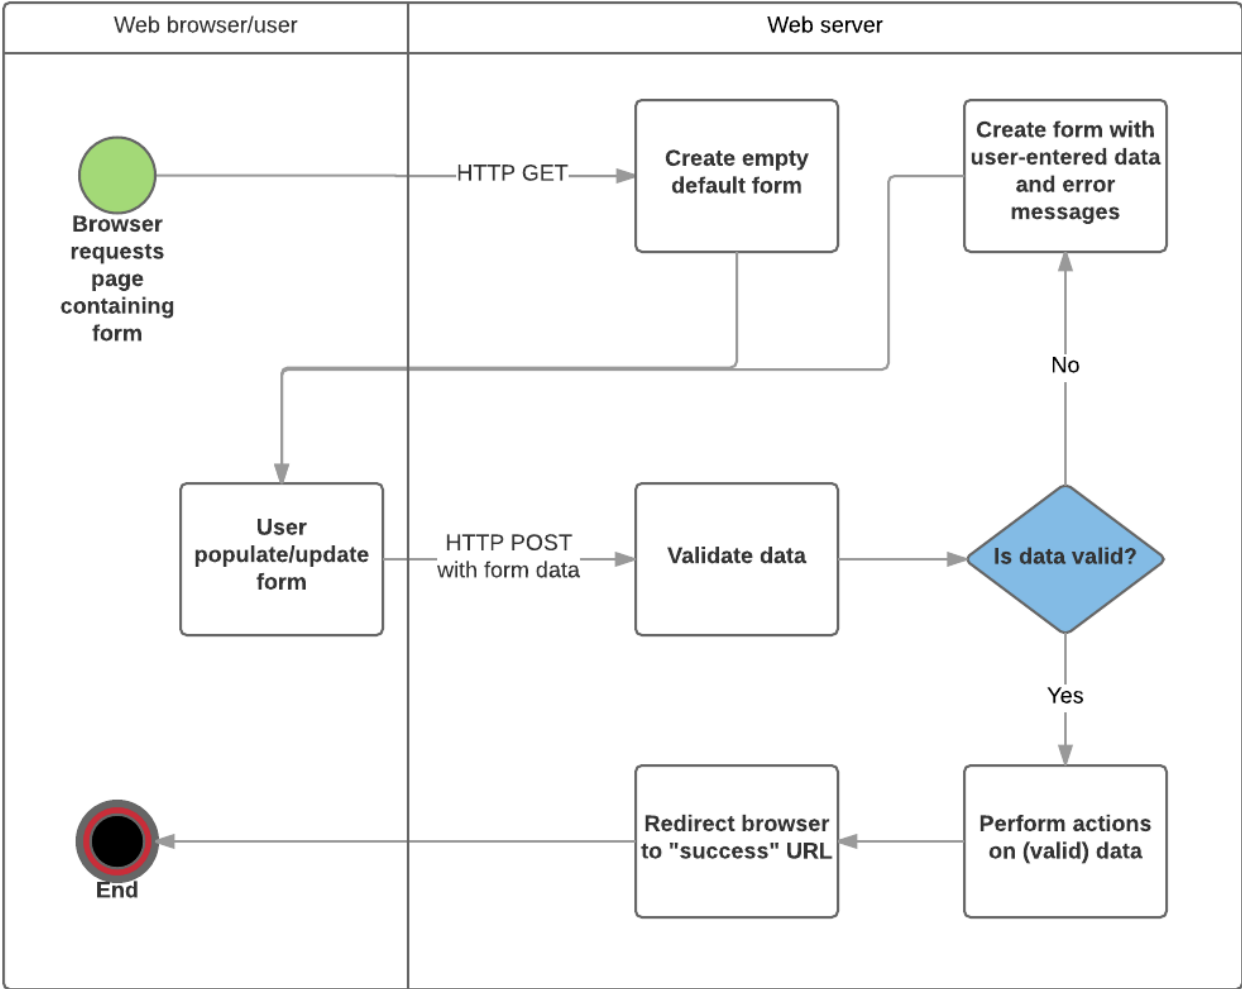 Web browser/user
Web server
Browser
requests
page
containing
form
HTTP GET
Create empty
default form
Create form with
user-entered data
and error
messages
No
User
populate/update
form
HTTP POST
with form data
Validate data
Is data valid?
Yes
Perform actions
on (valid) data
Redirect browser
to "success" URL
End